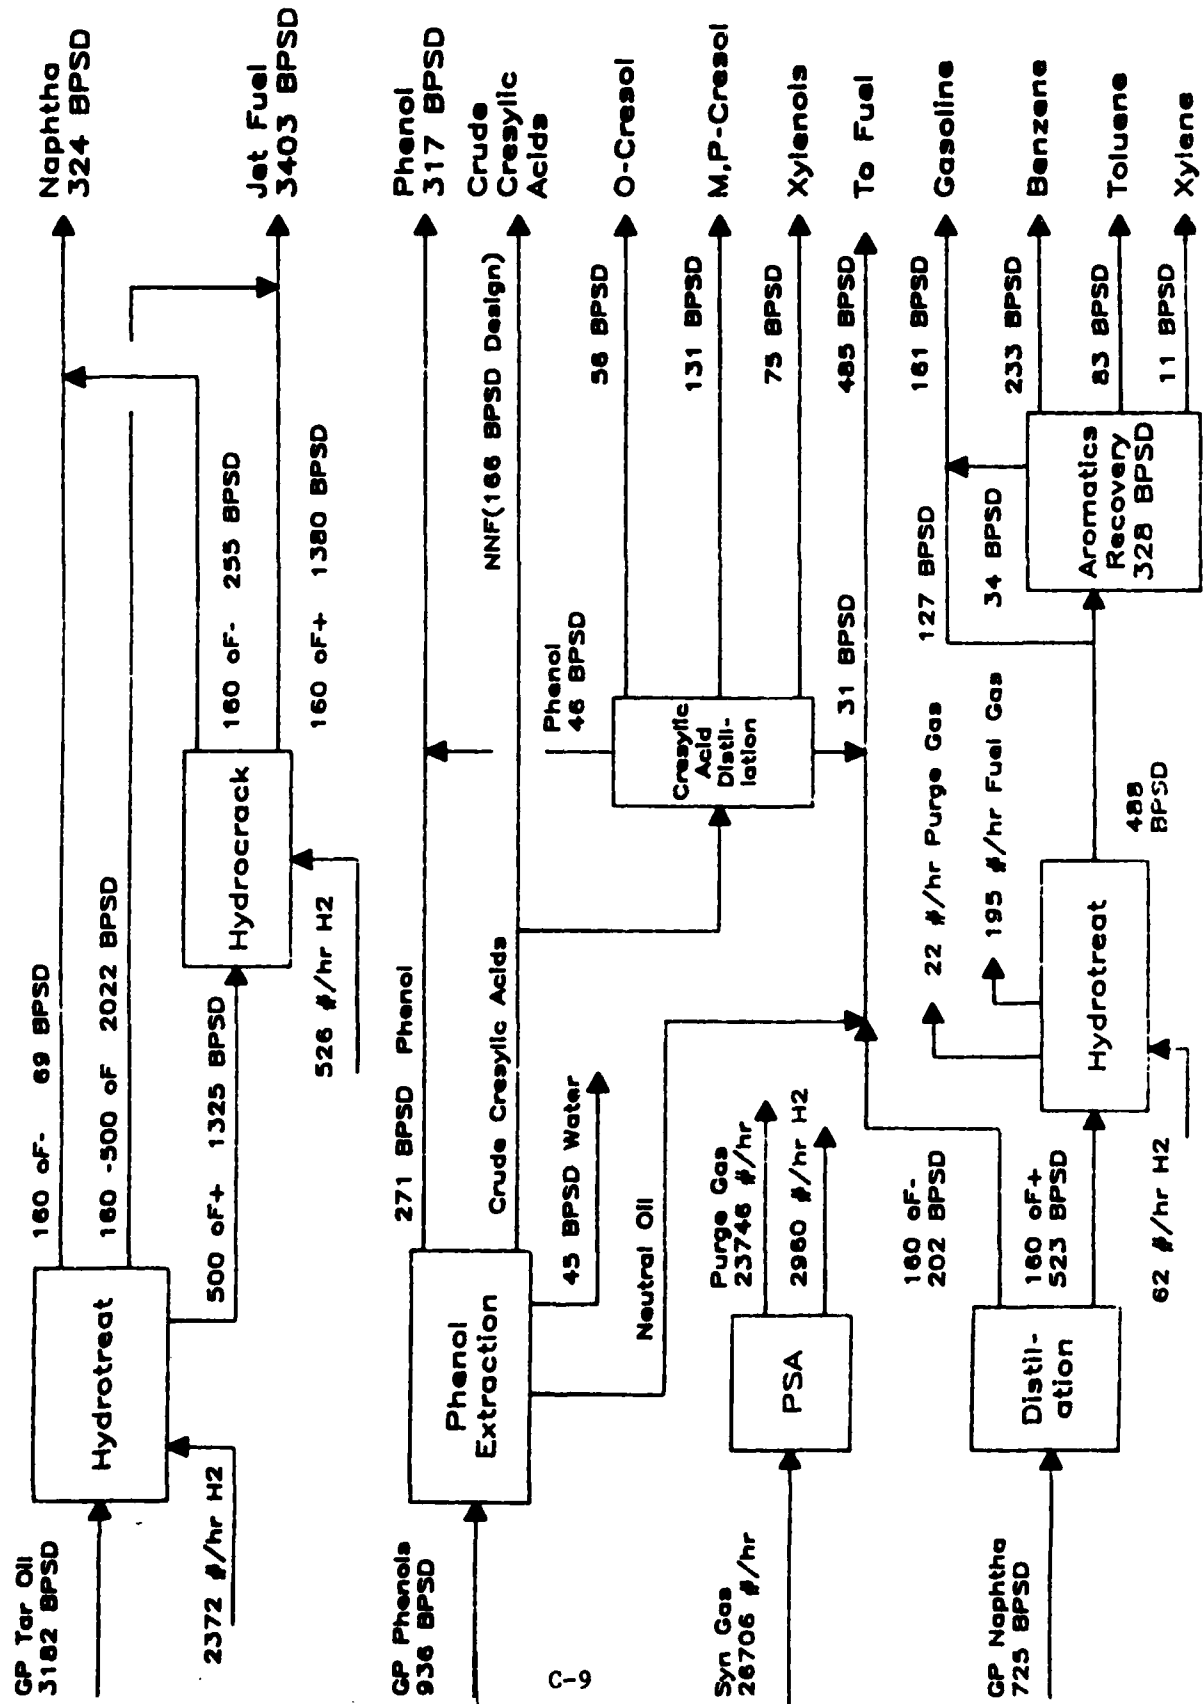 GP Tar Oil
3182 BPSD
2372 #/hr H2
Hydrotreat
160 oF-  69 BPSD
160 -500 oF  2022 BPSD
500 oF+  1325 BPSD
526 #/hr H2
Hydrocrack
160 oF-  255 BPSD
160 oF+  1380 BPSD
Naphtha
324 BPSD
Jet Fuel
3403 BPSD
GP Phenols
936 BPSD
Phenol
Extraction
271 BPSD  Phenol
Crude Cresylic Acids
45 BPSD Water
Neutral Oil
Phenol
46 BPSD
NNF(166 BPSD Design)
Cresylic
Acid
Distil-
lation
56 BPSD
131 BPSD
75 BPSD
31 BPSD
485 BPSD
Phenol
317 BPSD
Crude
Cresylic
Acids
O-Cresol
M,P-Cresol
Xylenols
To Fuel
Syn Gas
26706 #/hr
PSA
Purge Gas
23746 #/hr
2960 #/hr H2
GP Naphtha
725 BPSD
Distil-
ation
160 oF-
202 BPSD
160 oF+
523 BPSD
62 #/hr H2
Hydrotreat
22 #/hr Purge Gas
195 #/hr Fuel Gas
488
BPSD
127 BPSD
34 BPSD
Aromatics
Recovery
328 BPSD
161 BPSD
233 BPSD
83 BPSD
11 BPSD
Gasoline
Benzene
Toluene
Xylene
C-9